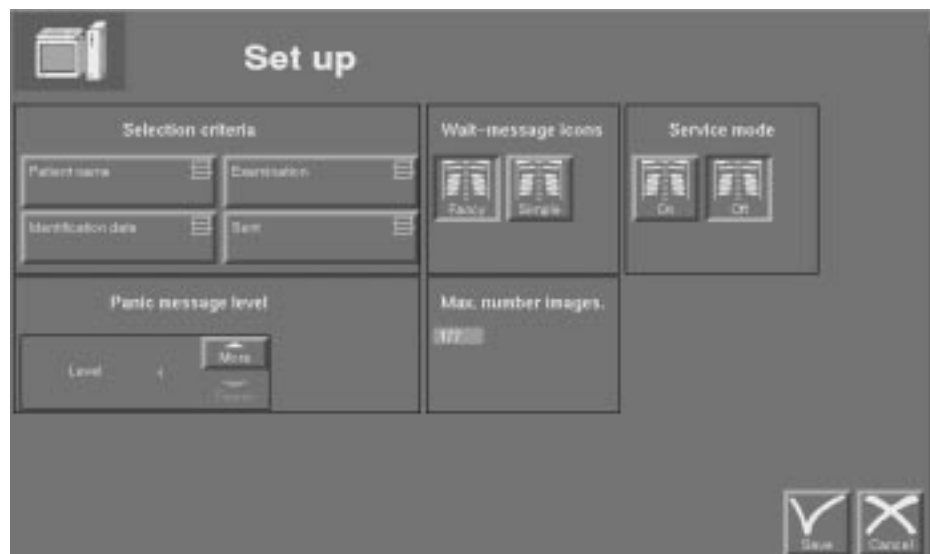 Set up
Selection criteria
Patient name
Examination
Identification date
Sent
Wait-message icons
Fancy
Simple
Service mode
On
Off
Panic message level
Level
More
Max. number images.
177
Save
Cancel